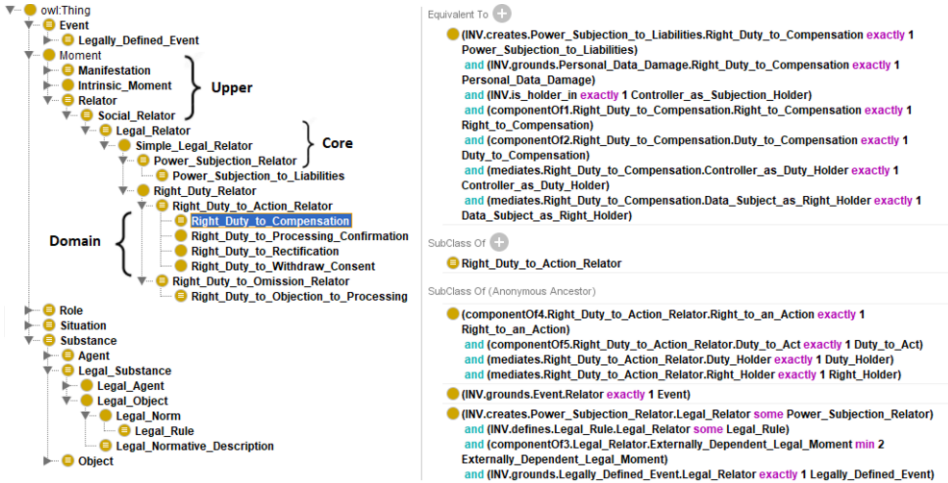 owl:Thing
Event
Legally_Defined_Event
Moment
Manifestation
Intrinsic_Moment
Relator
Social_Relator
Legal_Relator
Simple_Legal_Relator
Power_Subjection_Relator
Power_Subjection_to_Liabilities
Right_Duty_Relator
Right_Duty_to_Action_Relator
Right_Duty_to_Compensation
Right_Duty_to_Processing_Confirmation
Right_Duty_to_Rectification
Right_Duty_to_Withdraw_Consent
Right_Duty_to_Omission_Relator
Right_Duty_to_Objection_to_Processing
Role
Situation
Substance
Agent
Legal_Substance
Legal_Agent
Legal_Object
Legal_Norm
Legal_Rule
Legal_Normative_Description
Object
Upper
Core
Domain
Equivalent To
(INV.creates.Power_Subjection_to_Liabilities.Right_Duty_to_Compensation exactly 1
Power_Subjection_to_Liabilities)
and (INV.grounds.Personal_Data_Damage.Right_Duty_to_Compensation exactly 1
Personal_Data_Damage)
and (INV.is_holder_in exactly 1 Controller_as_Subjection_Holder)
and (componentOf1.Right_Duty_to_Compensation.Right_to_Compensation exactly 1
Right_to_Compensation)
and (componentOf2.Right_Duty_to_Compensation.Duty_to_Compensation exactly 1
Duty_to_Compensation)
and (mediates.Right_Duty_to_Compensation.Controller_as_Duty_Holder exactly 1
Controller_as_Duty_Holder)
and (mediates.Right_Duty_to_Compensation.Data_Subject_as_Right_Holder exactly 1
Data_Subject_as_Right_Holder)
SubClass Of
Right_Duty_to_Action_Relator
SubClass Of (Anonymous Ancestor)
(componentOf4.Right_Duty_to_Action_Relator.Right_to_an_Action exactly 1
Right_to_an_Action)
and (componentOf5.Right_Duty_to_Action_Relator.Duty_to_Act exactly 1 Duty_to_Act)
and (mediates.Right_Duty_to_Action_Relator.Duty_Holder exactly 1 Duty_Holder)
and (mediates.Right_Duty_to_Action_Relator.Right_Holder exactly 1 Right_Holder)
(INV.grounds.Event.Relator exactly 1 Event)
(INV.creates.Power_Subjection_Relator.Legal_Relator some Power_Subjection_Relator)
and (INV.defines.Legal_Rule.Legal_Relator some Legal_Rule)
and (componentOf3.Legal_Relator.Externally_Dependent_Legal_Moment min 2
Externally_Dependent_Legal_Moment)
and (INV.grounds.Legally_Defined_Event.Legal_Relator exactly 1 Legally_Defined_Event)